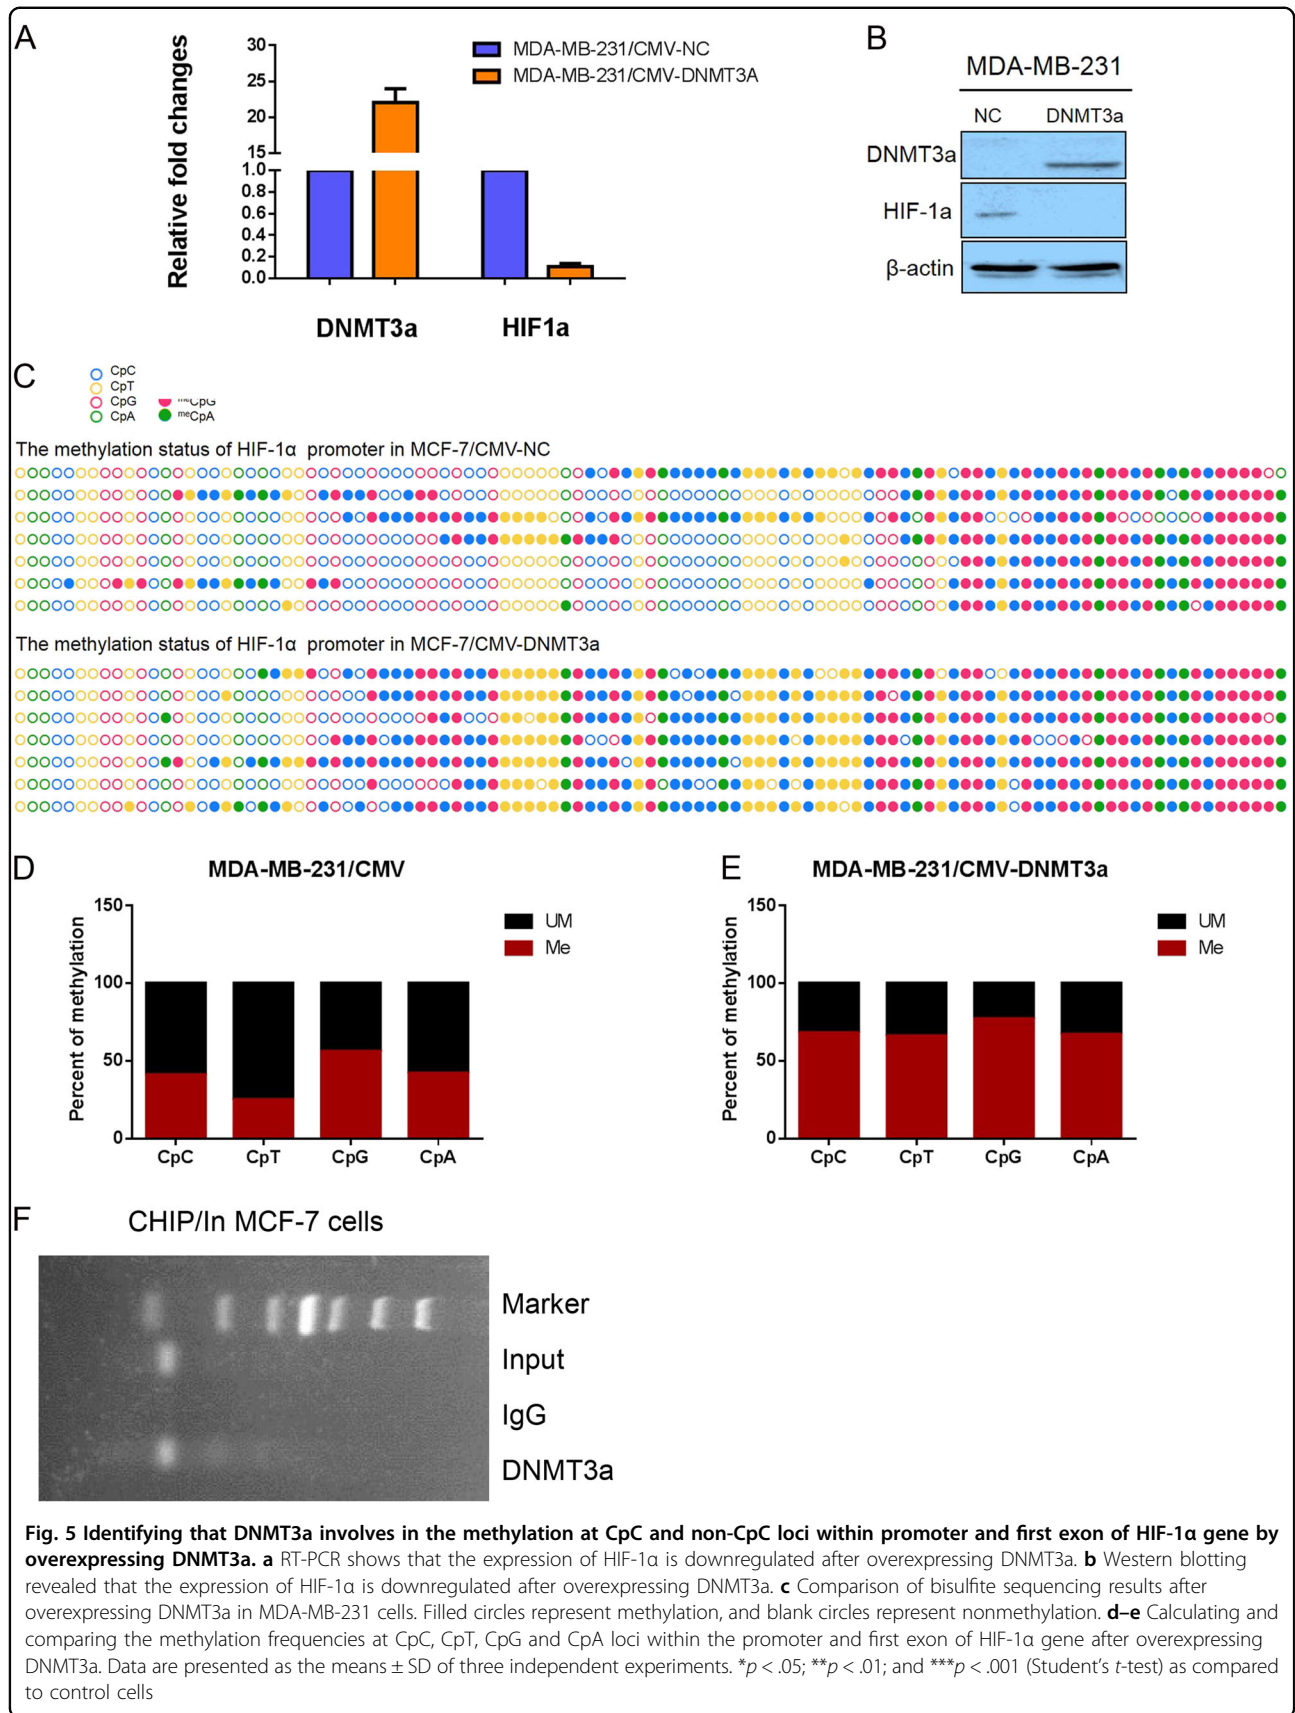 A
Relative fold changes
30
25
20
15
1.0
0.8
0.6
0.4
0.2
0.0
MDA-MB-231/CMV-NC
MDA-MB-231/CMV-DNMT3A
DNMT3a
HIF1a
B
MDA-MB-231
NC DNMT3a
DNMT3a
HIF-1a
β-actin
C
CpC
CpT
CpG meCpG
CpA meCpA
The methylation status of HIF-1α promoter in MCF-7/CMV-NC
The methylation status of HIF-1α promoter in MCF-7/CMV-DNMT3a
D
MDA-MB-231/CMV
Percent of methylation
150
100
50
0
CpC CpT CpG CpA
UM
Me
E
MDA-MB-231/CMV-DNMT3a
Percent of methylation
150
100
50
0
CpC CpT CpG CpA
UM
Me
F
CHIP/In MCF-7 cells
Marker
Input
IgG
DNMT3a
Fig. 5 Identifying that DNMT3a involves in the methylation at CpC and non-CpC loci within promoter and first exon of HIF-1α gene by
overexpressing DNMT3a. a RT-PCR shows that the expression of HIF-1α is downregulated after overexpressing DNMT3a. b Western blotting
revealed that the expression of HIF-1α is downregulated after overexpressing DNMT3a. c Comparison of bisulfite sequencing results after
overexpressing DNMT3a in MDA-MB-231 cells. Filled circles represent methylation, and blank circles represent nonmethylation. d–e Calculating and
comparing the methylation frequencies at CpC, CpT, CpG and CpA loci within the promoter and first exon of HIF-1α gene after overexpressing
DNMT3a. Data are presented as the means ± SD of three independent experiments. *p < .05; **p < .01; and ***p < .001 (Student's t-test) as compared
to control cells